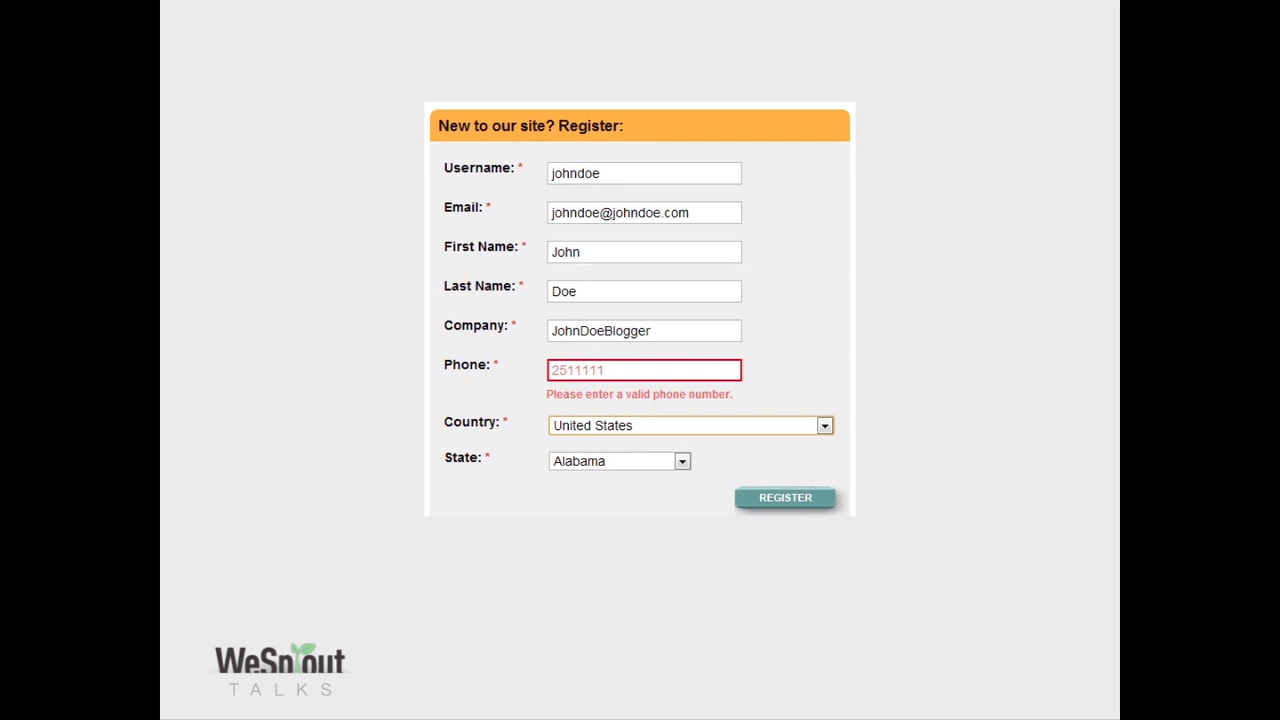 New to our site? Register:
Username: * johndoe
Email: * johndoe@johndoe.com
First Name: * John
Last Name: * Doe
Company: * JohnDoeBlogger
Phone: * 2511111
Please enter a valid phone number.
Country: * United States
State: * Alabama
REGISTER
WeSprout
TALKS